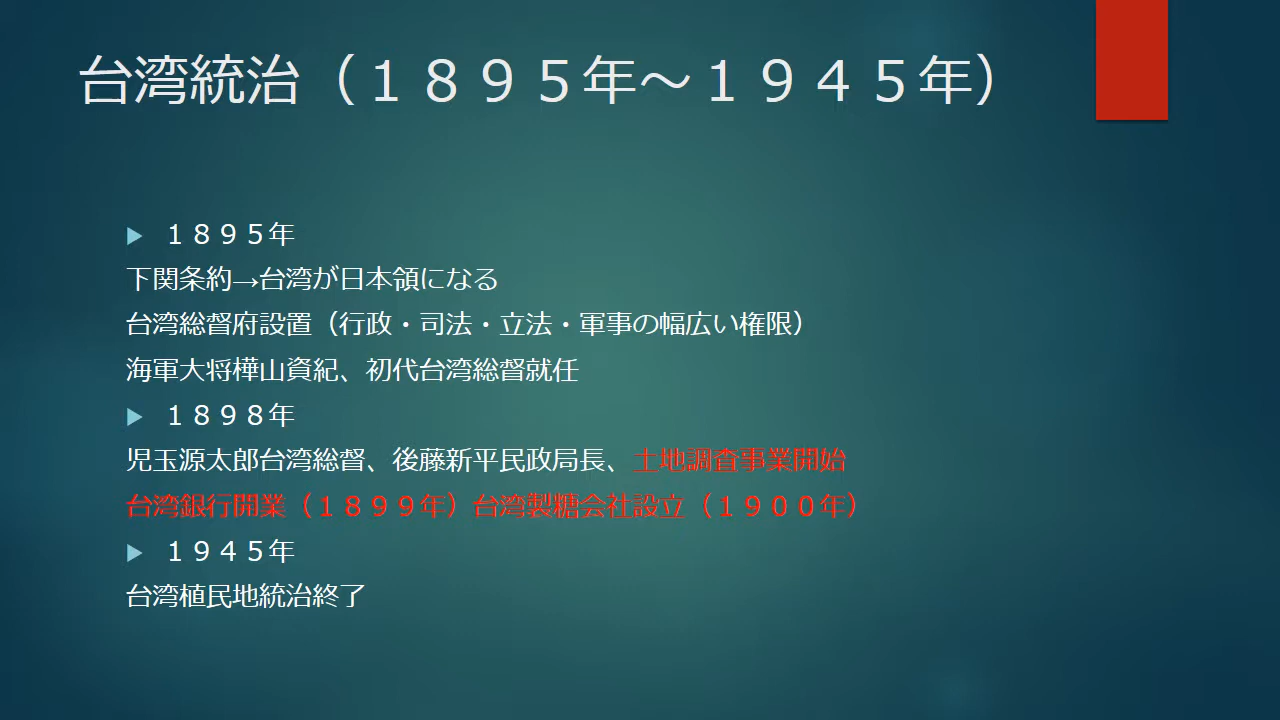 台湾統治（１８９５年～１９４５年）
１８９５年
下関条約→台湾が日本領になる
台湾総督府設置（行政・司法・立法・軍事の幅広い権限）
海軍大将樺山資紀、初代台湾総督就任
１８９８年
児玉源太郎台湾総督、後藤新平民政局長、土地調査事業開始
台湾銀行開業（１８９９年）台湾製糖会社設立（１９００年）
１９４５年
台湾植民地統治終了